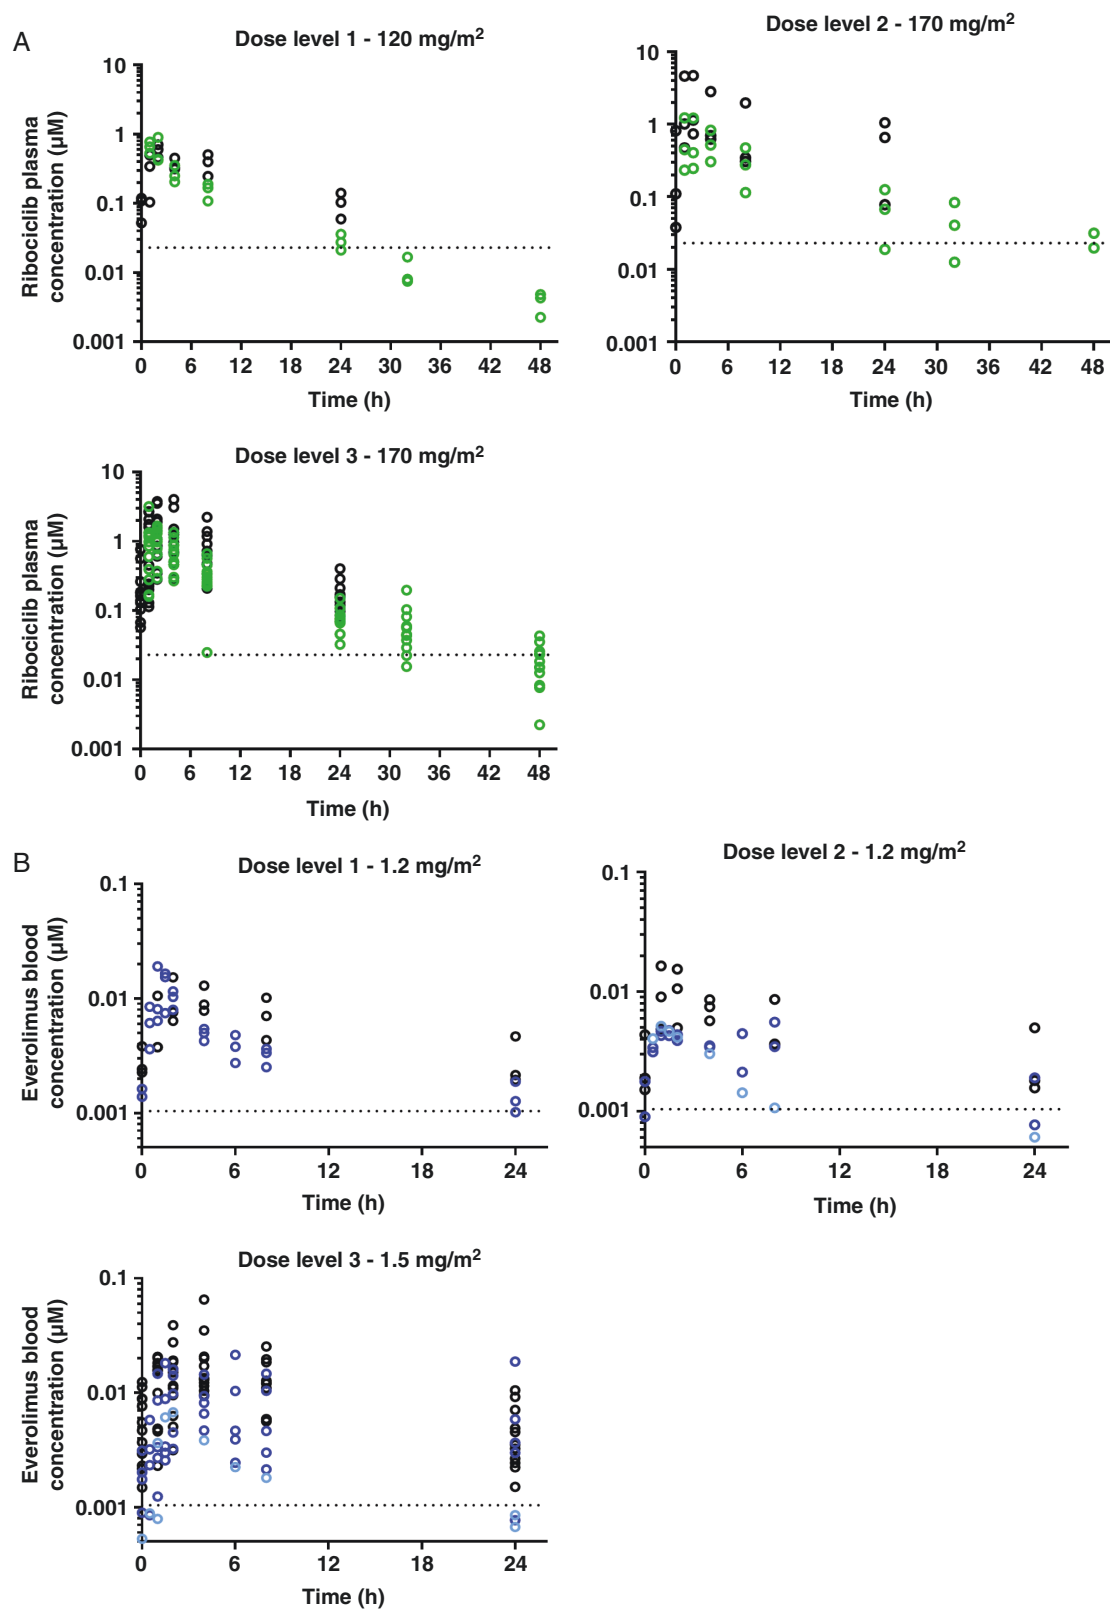 A
Dose level 1 - 120 mg/m²
Ribociclib plasma
concentration (µM)
10
1
0.1
0.01
0.001
0 6 12 18 24 30 36 42 48
Time (h)
Dose level 2 - 170 mg/m²
10
1
0.1
0.01
0.001
0 6 12 18 24 30 36 42 48
Time (h)
Dose level 3 - 170 mg/m²
Ribociclib plasma
concentration (µM)
10
1
0.1
0.01
0.001
0 6 12 18 24 30 36 42 48
Time (h)
B
Dose level 1 - 1.2 mg/m²
Everolimus blood
concentration (µM)
0.1
0.01
0.001
0 6 12 18 24
Time (h)
Dose level 2 - 1.2 mg/m²
0.1
0.01
0.001
0 6 12 18 24
Time (h)
Dose level 3 - 1.5 mg/m²
Everolimus blood
concentration (µM)
0.1
0.01
0.001
0 6 12 18 24
Time (h)